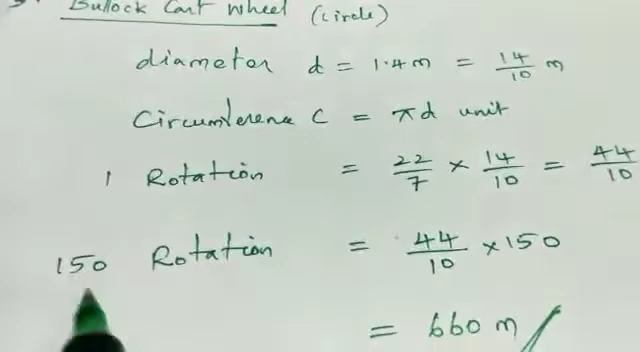 Bullock Cart Wheel (circle)
diameter d = 1.4 m = 14/10 m
Circumference C = πd unit
1 Rotation = 22/7 × 14/10 = 44/10
150 Rotation = 44/10 × 150
= 660 m